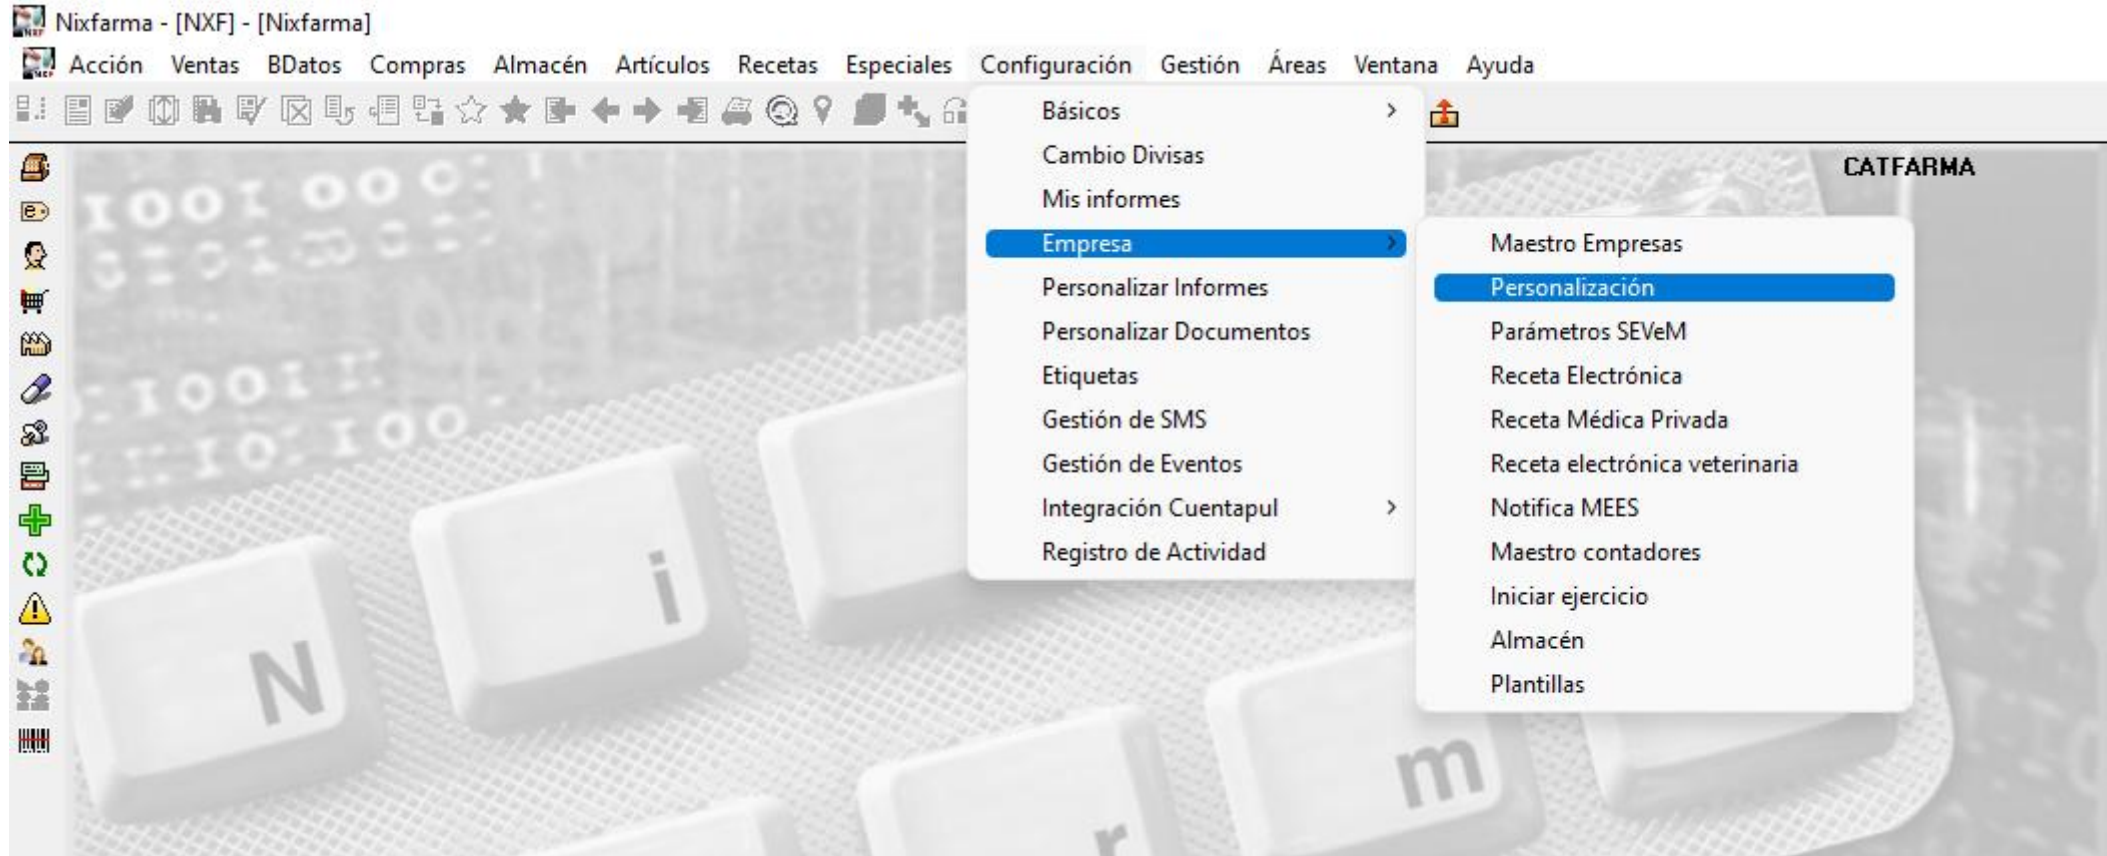 Nixfarma - [NXF] - [Nixfarma]
Acción Ventas BDatos Compras Almacén Artículos Recetas Especiales Configuración Gestión Áreas Ventana Ayuda
CATFARMA
Básicos
Cambio Divisas
Mis informes
Empresa
Personalizar Informes
Personalizar Documentos
Etiquetas
Gestión de SMS
Gestión de Eventos
Integración Cuentapul
Registro de Actividad
Maestro Empresas
Personalización
Parámetros SEVeM
Receta Electrónica
Receta Médica Privada
Receta electrónica veterinaria
Notifica MEES
Maestro contadores
Iniciar ejercicio
Almacén
Plantillas
N i
r m